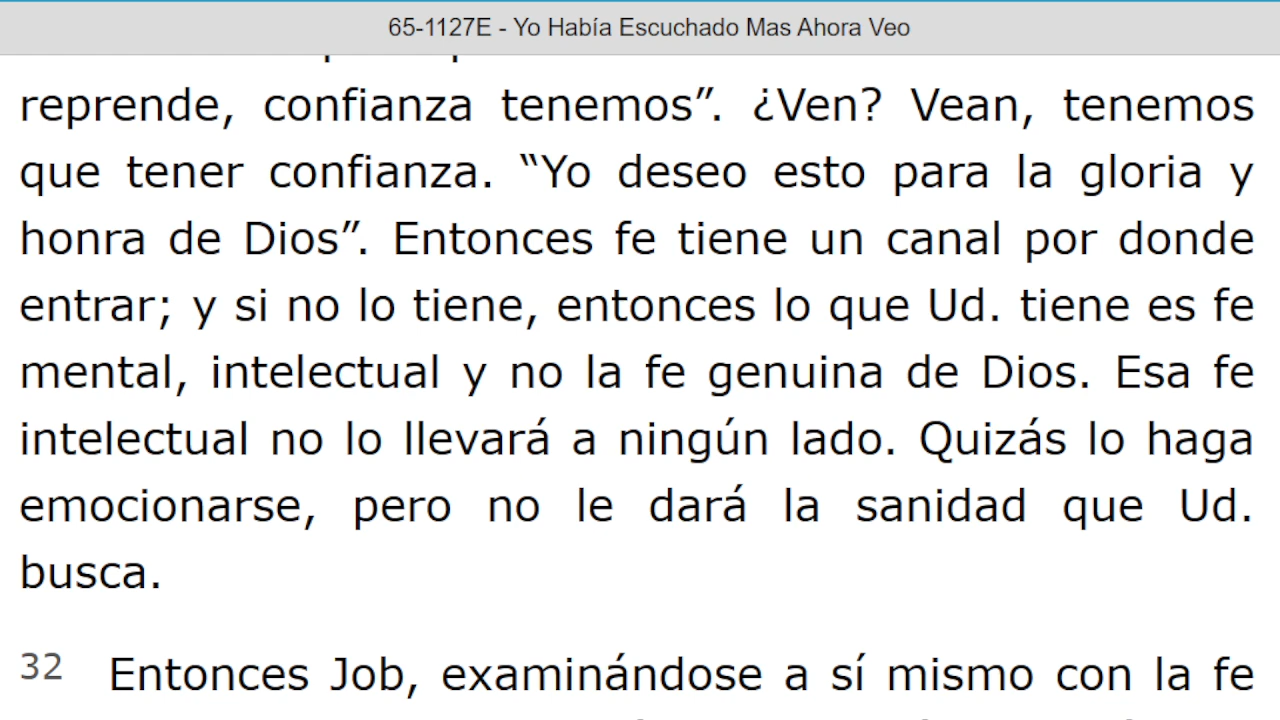 65-1127E - Yo Había Escuchado Mas Ahora Veo
reprende, confianza tenemos”. ¿Ven? Vean, tenemos
que tener confianza. “Yo deseo esto para la gloria y
honra de Dios”. Entonces fe tiene un canal por donde
entrar; y si no lo tiene, entonces lo que Ud. tiene es fe
mental, intelectual y no la fe genuina de Dios. Esa fe
intelectual no lo llevará a ningún lado. Quizás lo haga
emocionarse, pero no le dará la sanidad que Ud.
busca.
32 Entonces Job, examinándose a sí mismo con la fe